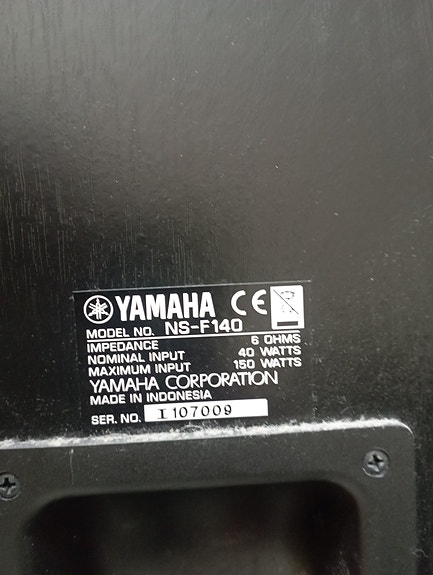 YAMAHA CE
MODEL NO. NS-F140
IMPEDANCE 6 OHMS
NOMINAL INPUT 40 WATTS
MAXIMUM INPUT 150 WATTS
YAMAHA CORPORATION
MADE IN INDONESIA
SER. NO. I 107009